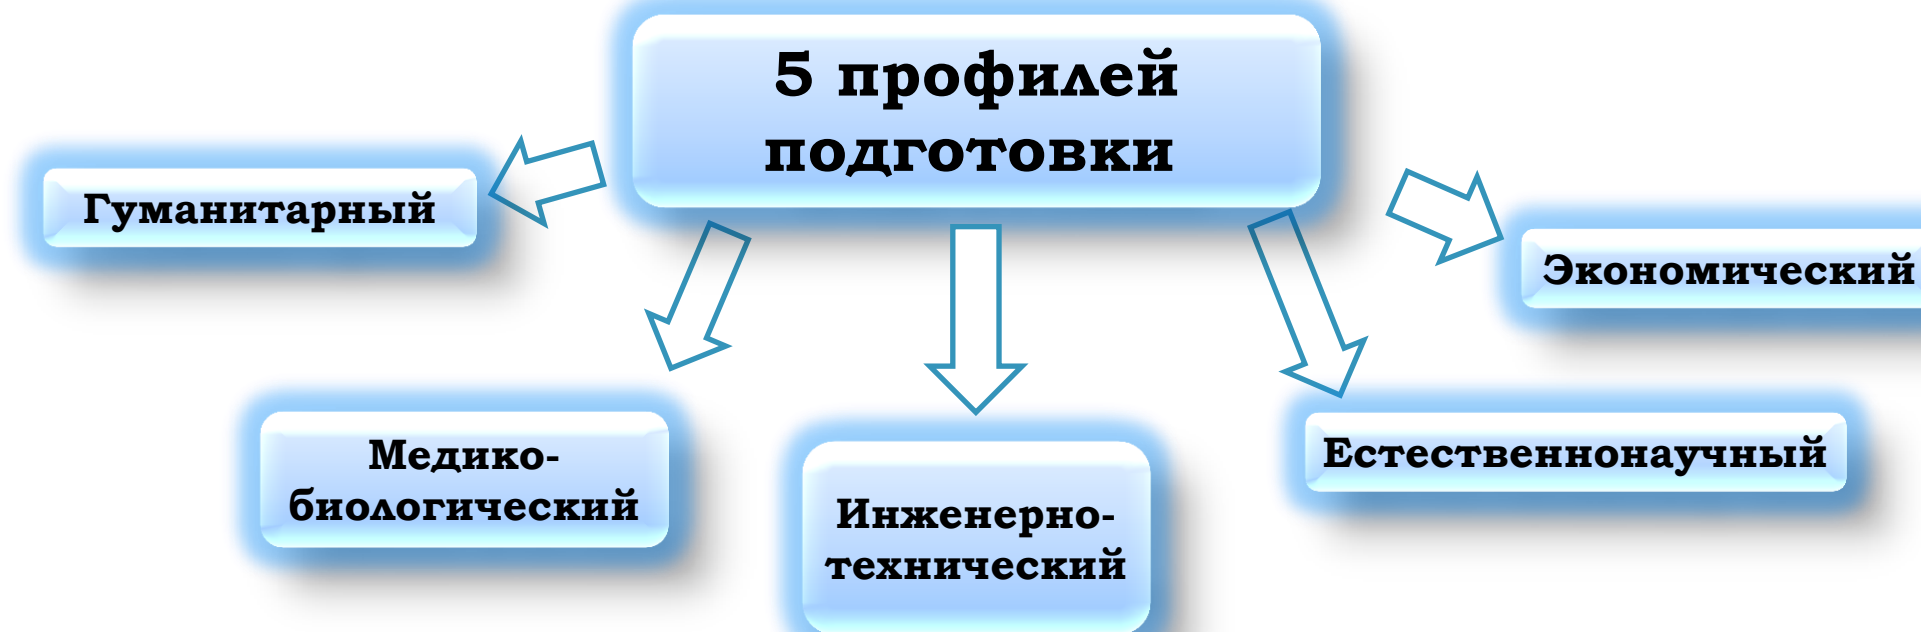 5 профилей
подготовки
Гуманитарный
Экономический
Медико-
биологический
Инженерно-
технический
Естественнонаучный